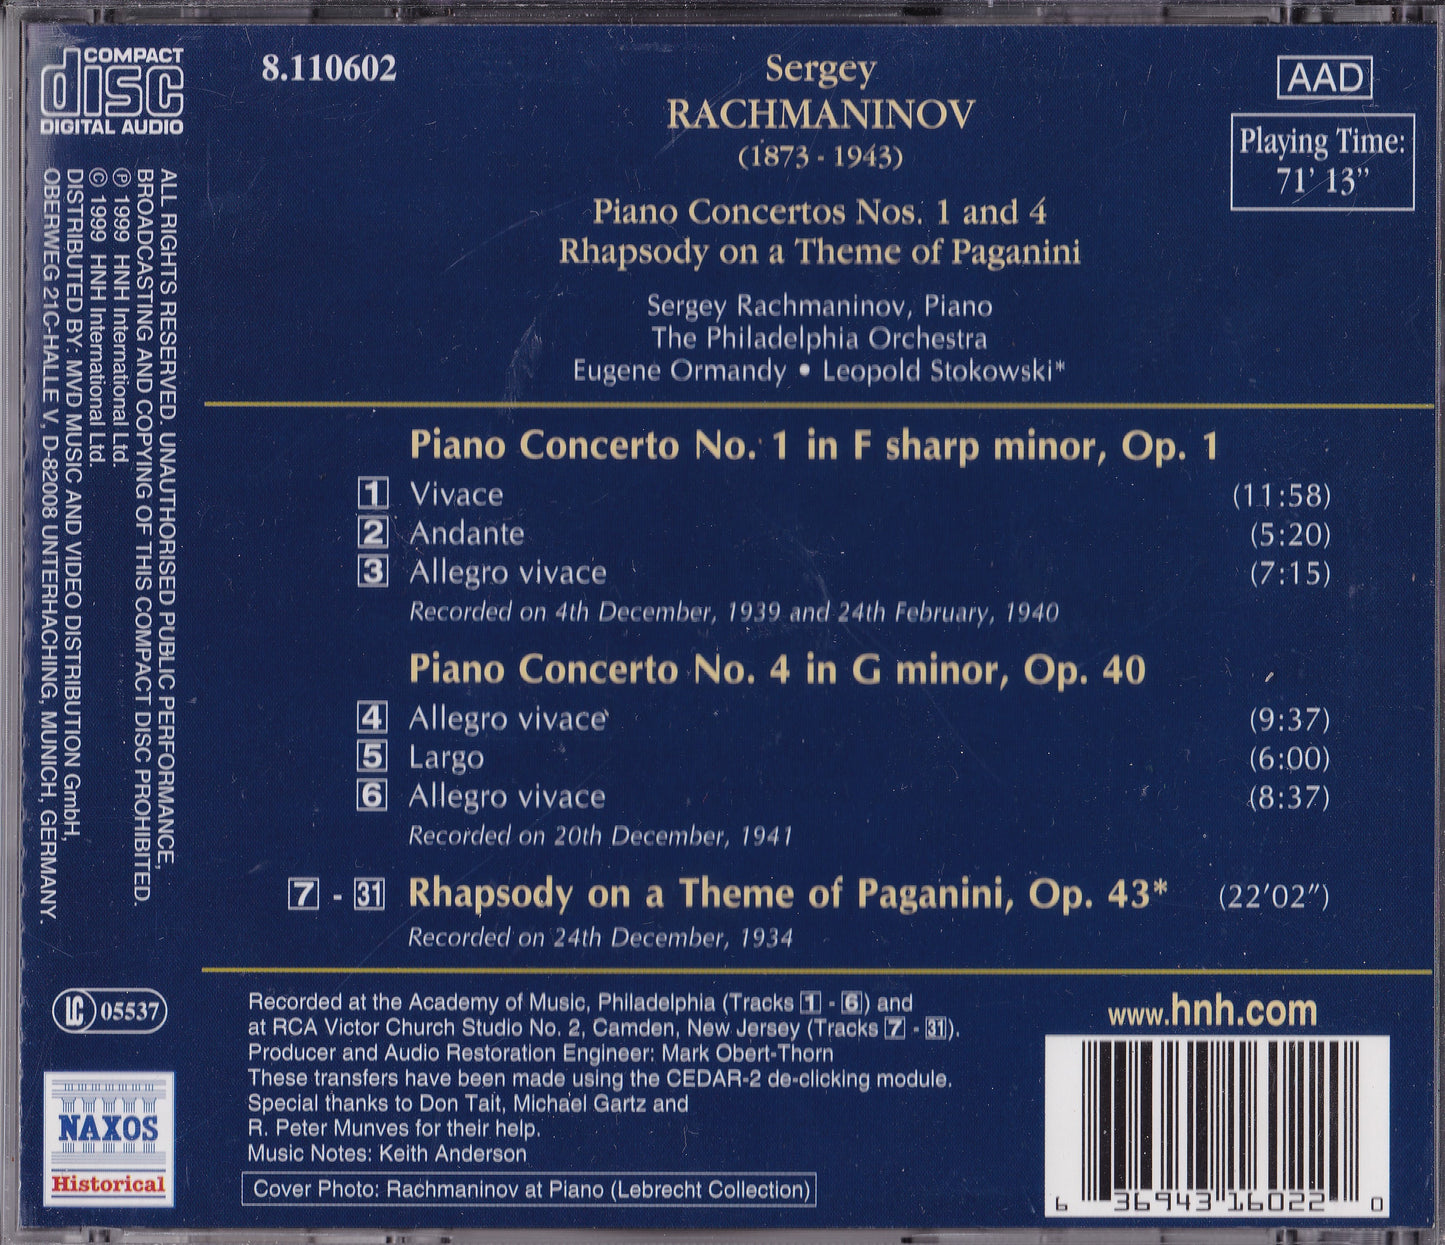 COMPACT
disc
DIGITAL AUDIO
8.110602
Sergey
RACHMANINOV
(1873 - 1943)
AAD
Playing Time:
71' 13”
Piano Concertos Nos. 1 and 4
Rhapsody on a Theme of Paganini
Sergey Rachmaninov, Piano
The Philadelphia Orchestra
Eugene Ormandy • Leopold Stokowski*
ALL RIGHTS RESERVED. UNAUTHORISED PUBLIC PERFORMANCE,
BROADCASTING AND COPYING OF THIS COMPACT DISC PROHIBITED.
℗ 1999 HNH International Ltd.
© 1999 HNH International Ltd.
DISTRIBUTED BY: MVD MUSIC AND VIDEO DISTRIBUTION GmbH,
OBERWEG 21C-HALLE V, D-82008 UNTERHACHING, MUNICH, GERMANY.
Piano Concerto No. 1 in F sharp minor, Op. 1
1 Vivace (11:58)
2 Andante (5:20)
3 Allegro vivace (7:15)
Recorded on 4th December, 1939 and 24th February, 1940
Piano Concerto No. 4 in G minor, Op. 40
4 Allegro vivace (9:37)
5 Largo (6:00)
6 Allegro vivace (8:37)
Recorded on 20th December, 1941
7 - 31 Rhapsody on a Theme of Paganini, Op. 43* (22'02")
Recorded on 24th December, 1934
LC 05537
NAXOS
Historical
Recorded at the Academy of Music, Philadelphia (Tracks 1 - 6) and
at RCA Victor Church Studio No. 2, Camden, New Jersey (Tracks 7 - 31).
Producer and Audio Restoration Engineer: Mark Obert-Thorn
These transfers have been made using the CEDAR-2 de-clicking module.
Special thanks to Don Tait, Michael Gartz and
R. Peter Munves for their help.
Music Notes: Keith Anderson
Cover Photo: Rachmaninov at Piano (Lebrecht Collection)
www.hnh.com
6 36943 16022 0